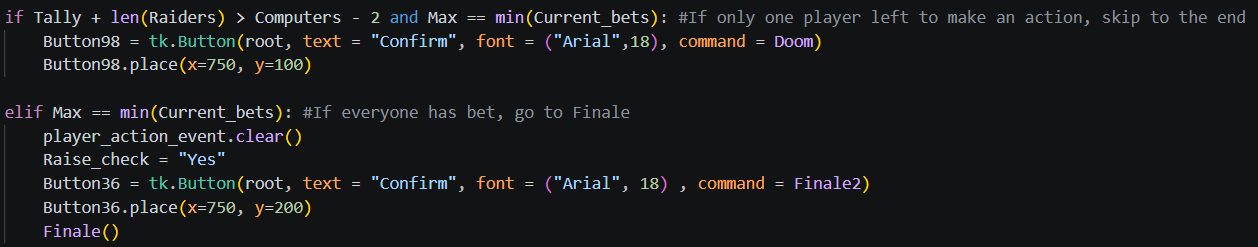 if Tally + len(Raiders) > Computers - 2 and Max == min(Current_bets): #If only one player left to make an action, skip to the end
    Button98 = tk.Button(root, text = "Confirm", font = ("Arial",18), command = Doom)
    Button98.place(x=750, y=100)

elif Max == min(Current_bets): #If everyone has bet, go to Finale
    player_action_event.clear()
    Raise_check = "Yes"
    Button36 = tk.Button(root, text = "Confirm", font = ("Arial", 18) , command = Finale2)
    Button36.place(x=750, y=200)
    Finale()